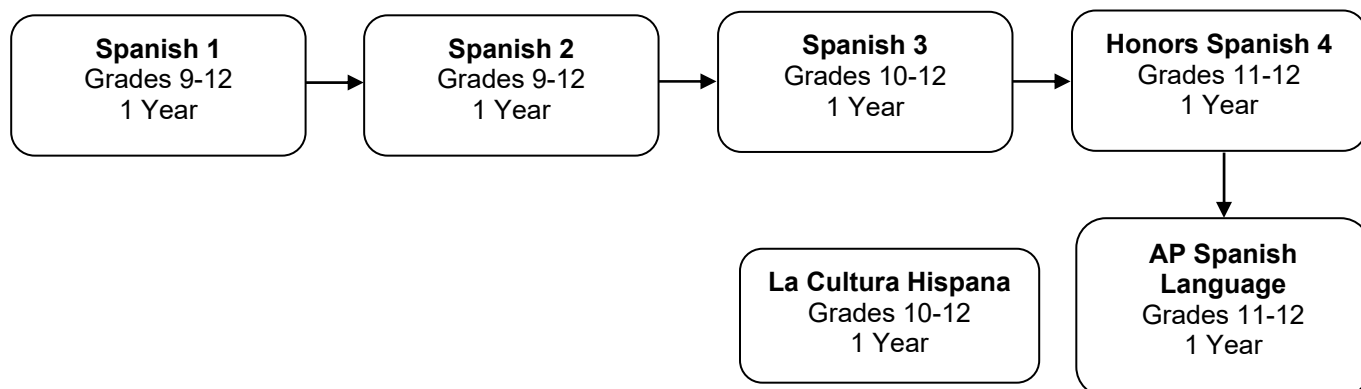 Spanish 1
Grades 9-12
1 Year
Spanish 2
Grades 9-12
1 Year
Spanish 3
Grades 10-12
1 Year
Honors Spanish 4
Grades 11-12
1 Year
La Cultura Hispana
Grades 10-12
1 Year
AP Spanish
Language
Grades 11-12
1 Year